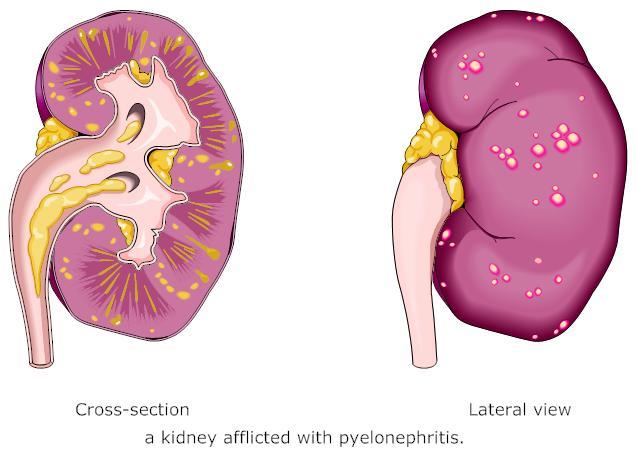 Cross-section
Lateral view
a kidney afflicted with pyelonephritis.